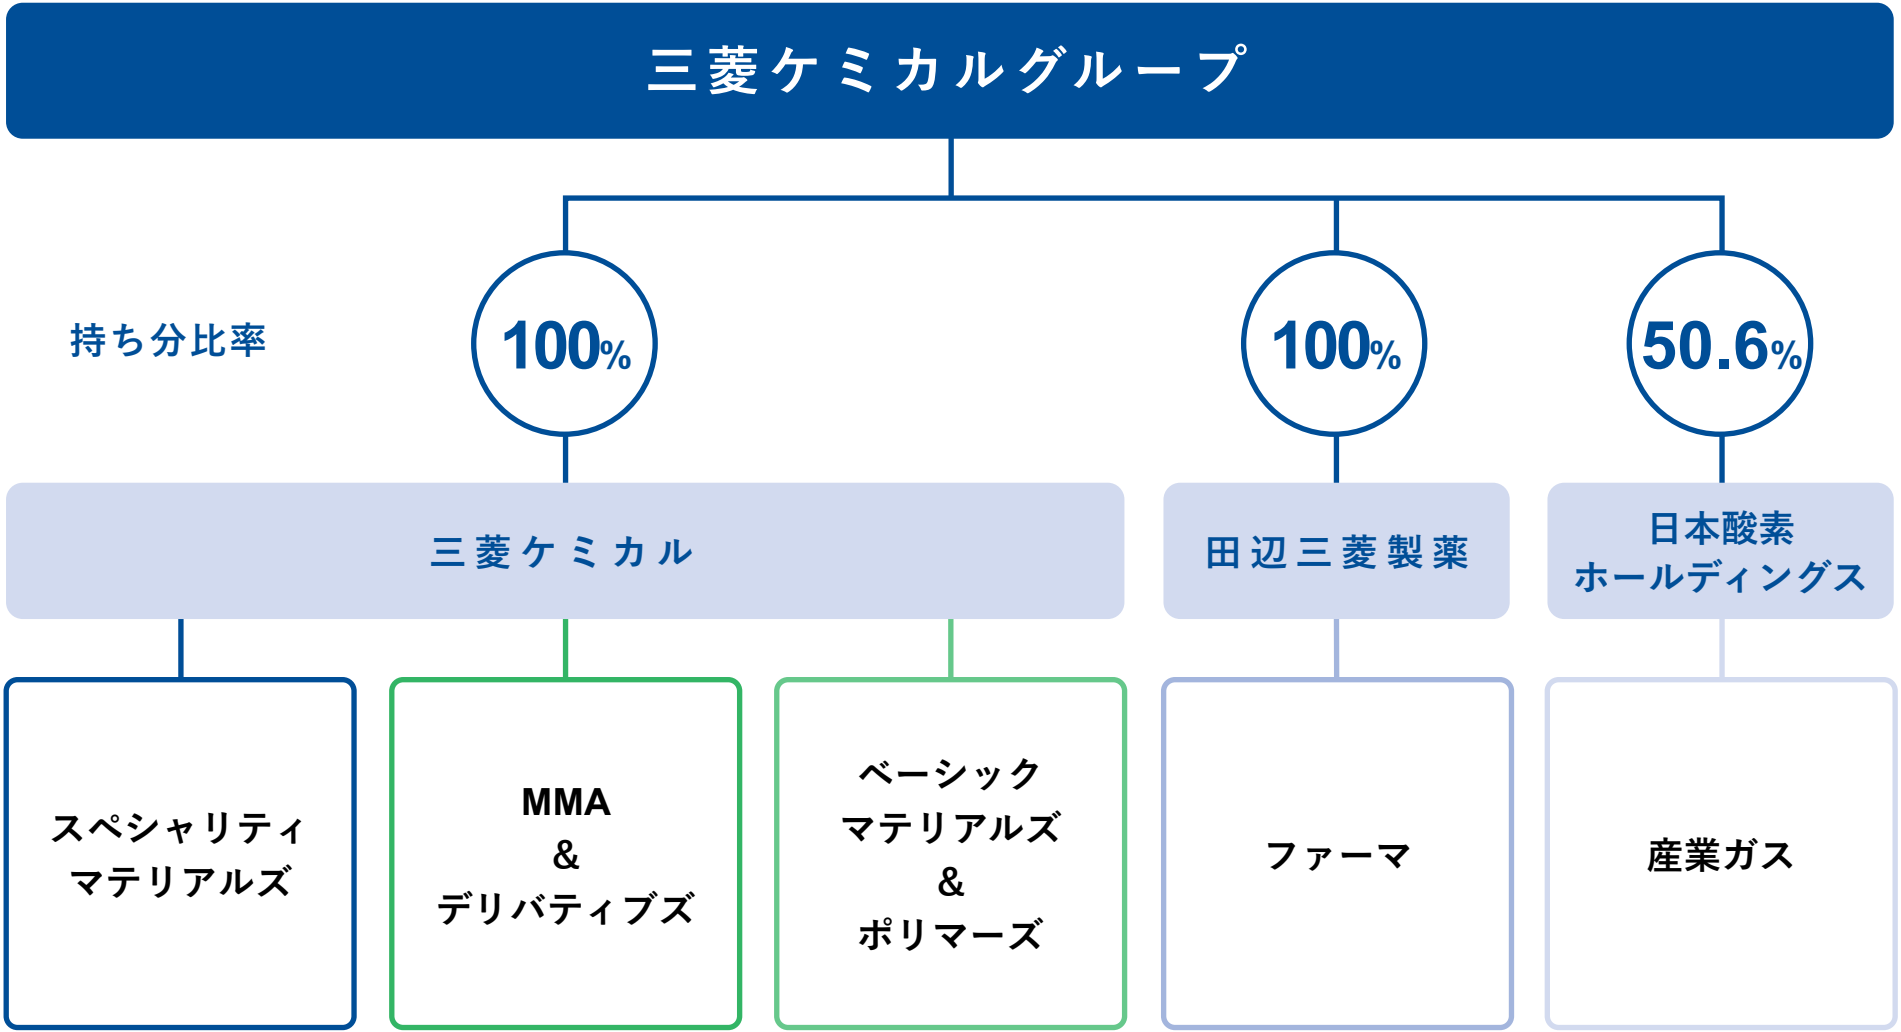 三菱ケミカルグループ
持ち分比率
100%
100%
50.6%
三菱ケミカル
田辺三菱製薬
日本酸素
ホールディングス
スペシャリティ
マテリアルズ
MMA
&
デリバティブズ
ベーシック
マテリアルズ
&
ポリマーズ
ファーマ
産業ガス